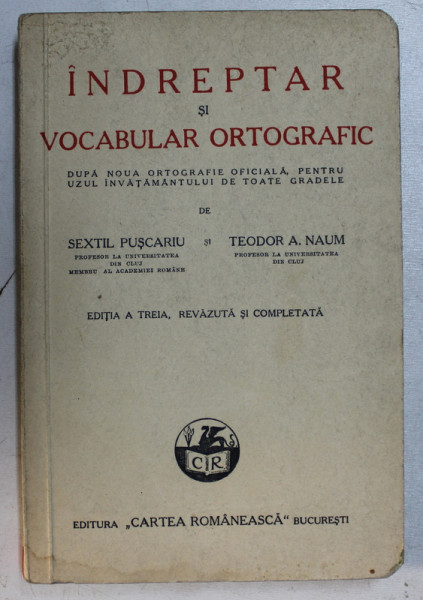 ÎNDREPTAR
ȘI
VOCABULAR ORTOGRAFIC
DUPĂ NOUA ORTOGRAFIE OFICIALĂ, PENTRU
UZUL ÎNVĂȚĂMÂNTULUI DE TOATE GRADELE
DE
SEXTIL PUȘCARIU ȘI TEODOR A. NAUM
PROFESOR LA UNIVERSITATEA PROFESOR LA UNIVERSITATEA
DIN CLUJ DIN CLUJ
MEMBRU AL ACADEMIEI ROMÂNE
EDIȚIA A TREIA, REVĂZUTĂ ȘI COMPLETATĂ
C R
EDITURA „CARTEA ROMÂNEASCĂ“ BUCUREȘTI